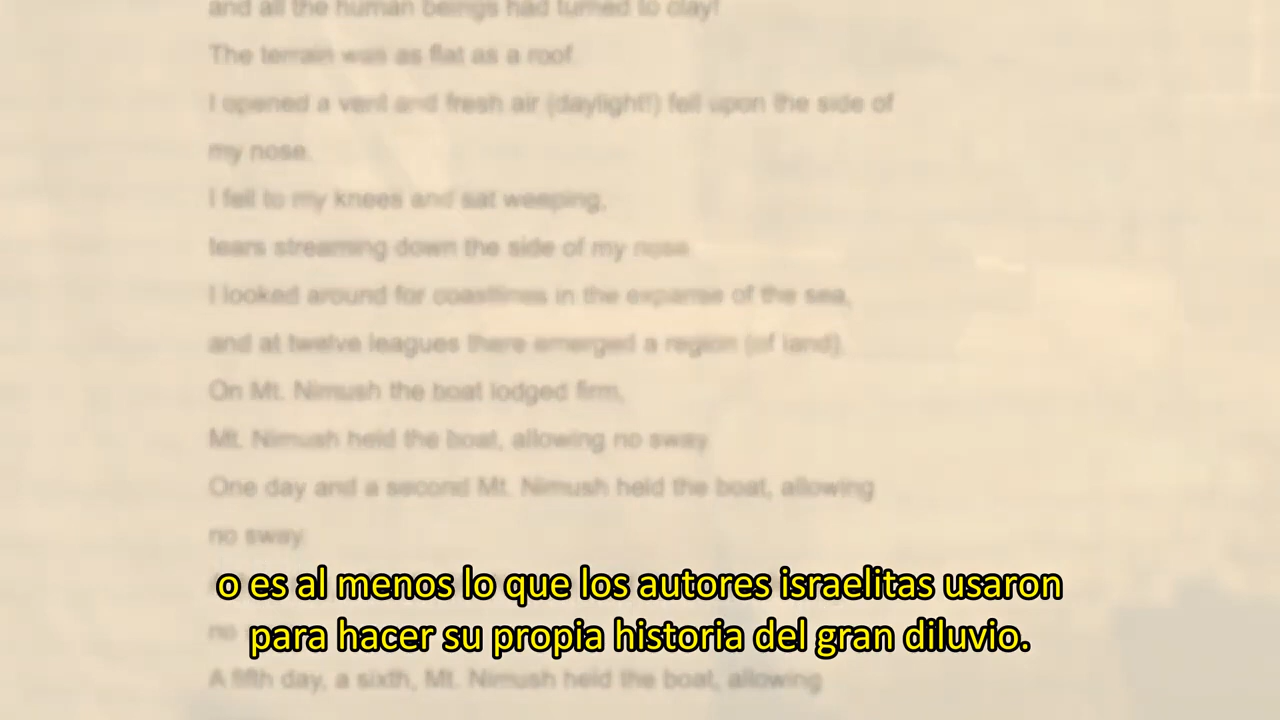 and all the human beings had turned to clay!
The terrain was as flat as a roof.
I opened a vent and fresh air (daylight!) fell upon the side of
my nose.
I fell to my knees and sat weeping,
tears streaming down the side of my nose.
I looked around for coastlines in the expanse of the sea,
and at twelve leagues there emerged a region (of land).
On Mt. Nimush the boat lodged firm,
Mt. Nimush held the boat, allowing no sway.
One day and a second Mt. Nimush held the boat, allowing
no sway.
o es al menos lo que los autores israelitas usaron
no
para hacer su propia historia del gran diluvio.
A fifth day, a sixth, Mt. Nimush held the boat, allowing